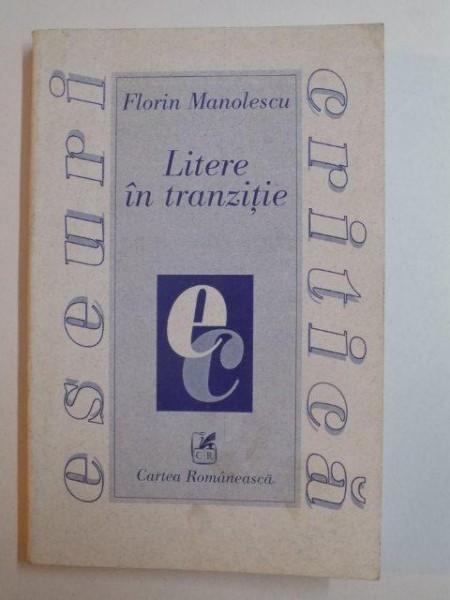 eseuri
critică
Florin Manolescu
Litere
în tranziție
ec
CR
Cartea Românească